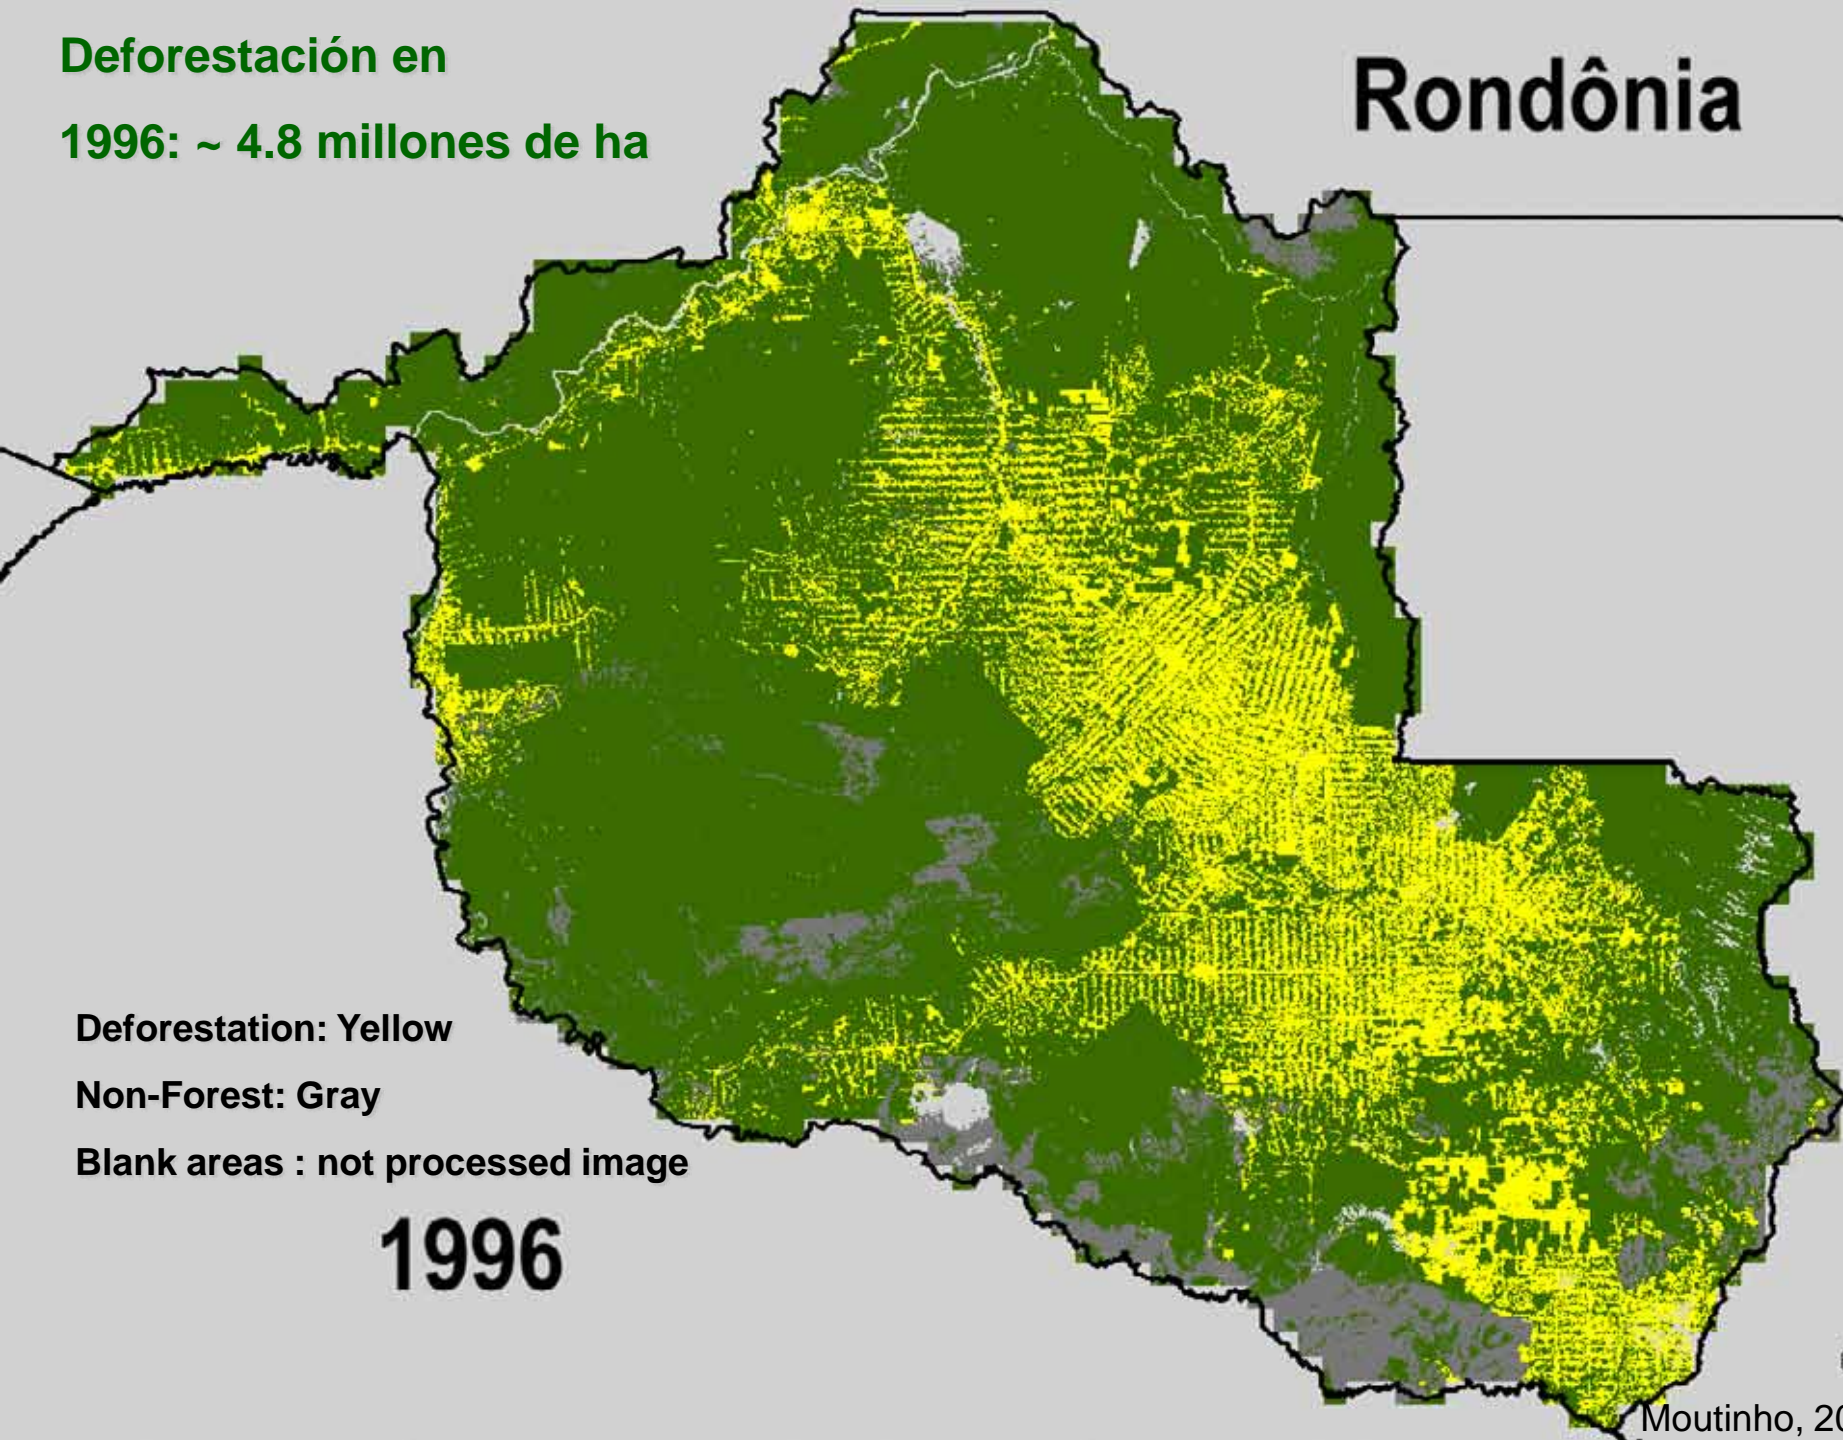 Deforestación en
1996: ~ 4.8 millones de ha
Rondônia
Deforestation: Yellow
Non-Forest: Gray
Blank areas : not processed image
1996
Moutinho,